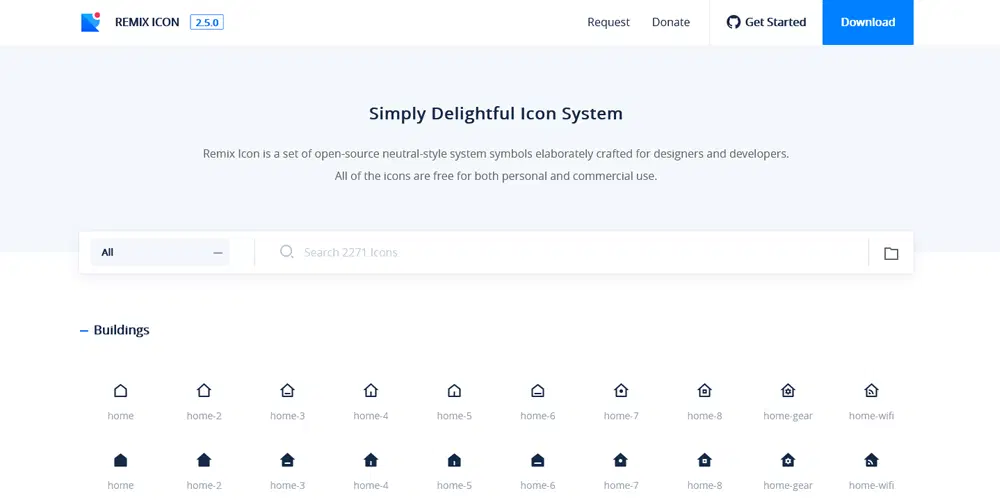 REMIX ICON 2.5.0 Request Donate Get Started Download
Simply Delightful Icon System
Remix Icon is a set of open-source neutral-style system symbols elaborately crafted for designers and developers.
All of the icons are free for both personal and commercial use.
All Search 2271 Icons
Buildings
home home-2 home-3 home-4 home-5 home-6 home-7 home-8 home-gear home-wifi
home home-2 home-3 home-4 home-5 home-6 home-7 home-8 home-gear home-wifi